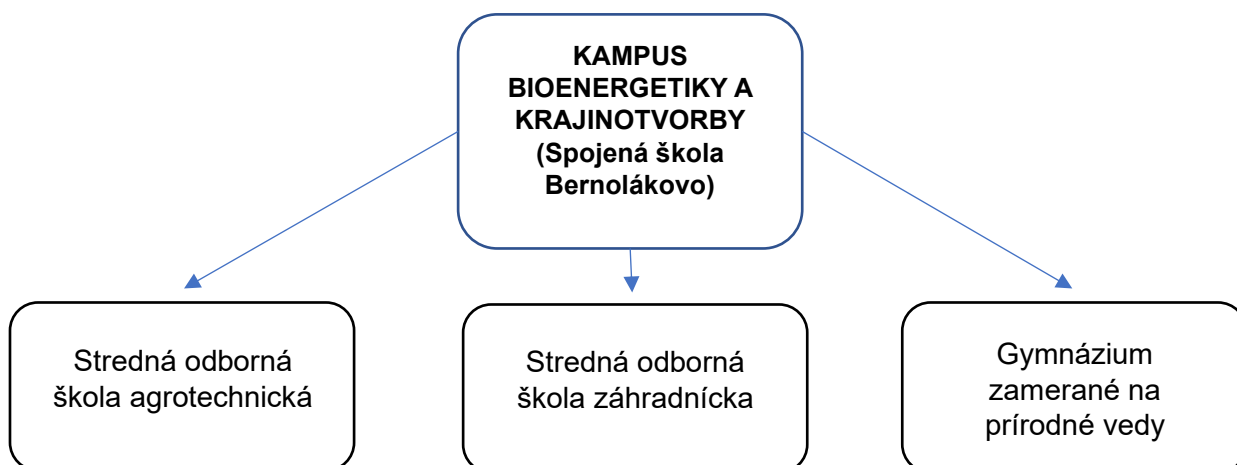 KAMPUS
BIOENERGETIKY A
KRAJINOTVORBY
(Spojená škola
Bernolákovo)
Stredná odborná
škola agrotechnická
Stredná odborná
škola záhradnícka
Gymnázium
zamerané na
prírodné vedy